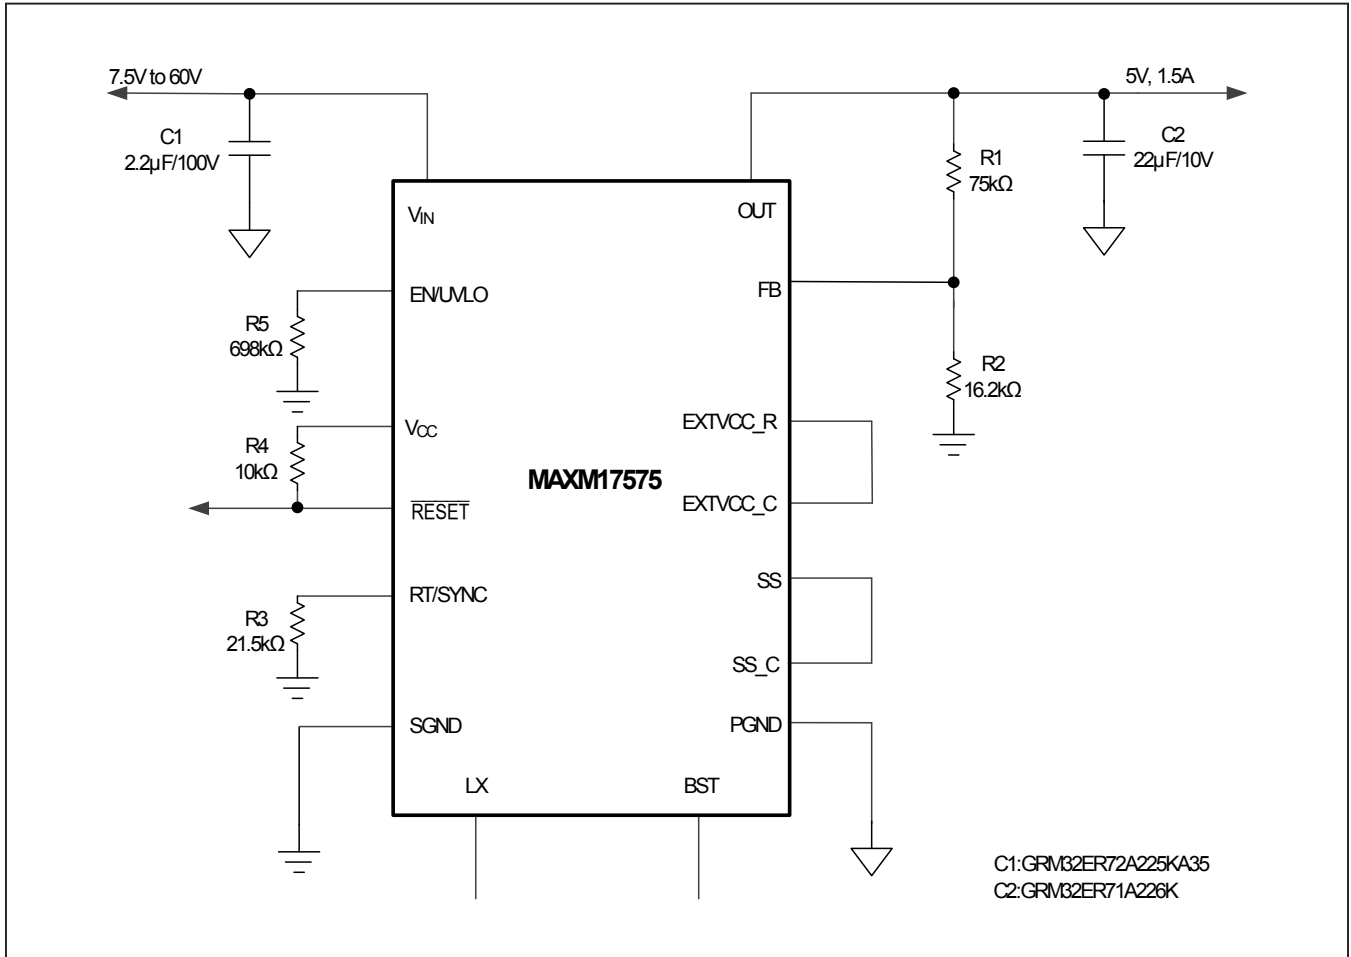 7.5V to 60V
5V, 1.5A
C1
2.2µF/100V
C2
22µF/10V
R1
75kΩ
VIN
OUT
EN/UVLO
FB
R5
698kΩ
R2
16.2kΩ
VCC
EXTVCC_R
R4
10kΩ
MAXM17575
RESET
EXTVCC_C
RT/SYNC
SS
R3
21.5kΩ
SS_C
SGND
PGND
LX
BST
C1:GRM32ER72A225KA35
C2:GRM32ER71A226K